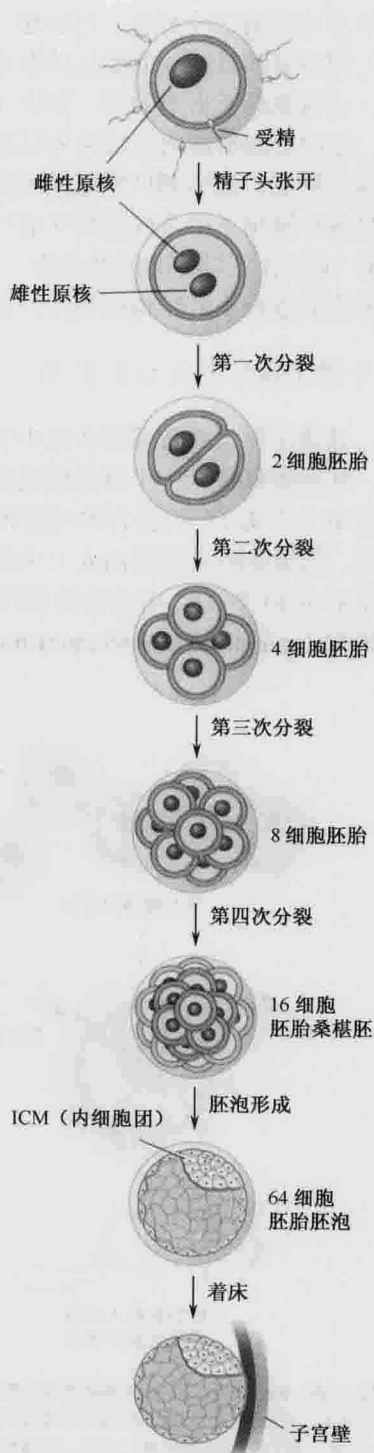 受精
雌性原核
精子头张开
雄性原核
第一次分裂
2 细胞胚胎
第二次分裂
4 细胞胚胎
第三次分裂
8 细胞胚胎
第四次分裂
16 细胞
胚胎桑椹胚
胚泡形成
ICM（内细胞团）
64 细胞
胚胎胚泡
着床
子宫壁